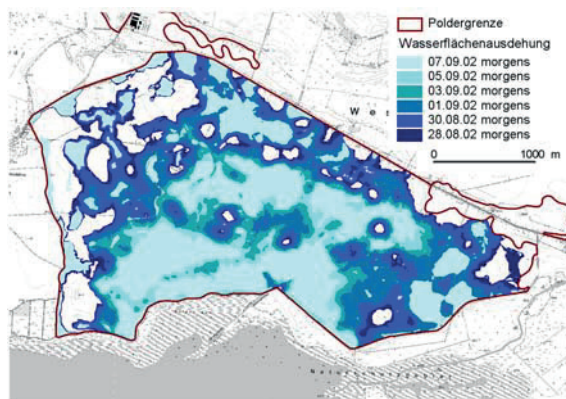 Poldergrenze
Wasserflächenausdehung
07.09.02 morgens
05.09.02 morgens
03.09.02 morgens
01.09.02 morgens
30.08.02 morgens
28.08.02 morgens
0 1000 m
W e s